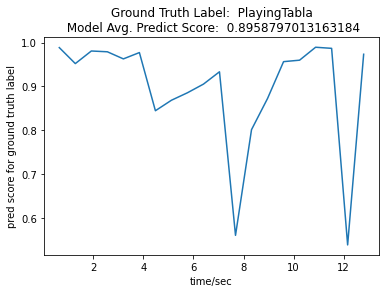 Ground Truth Label:  PlayingTabla
Model Avg. Predict Score:  0.8958797013163184
1.0
0.9
0.8
0.7
0.6
pred score for ground truth label
2 4 6 8 10 12
time/sec